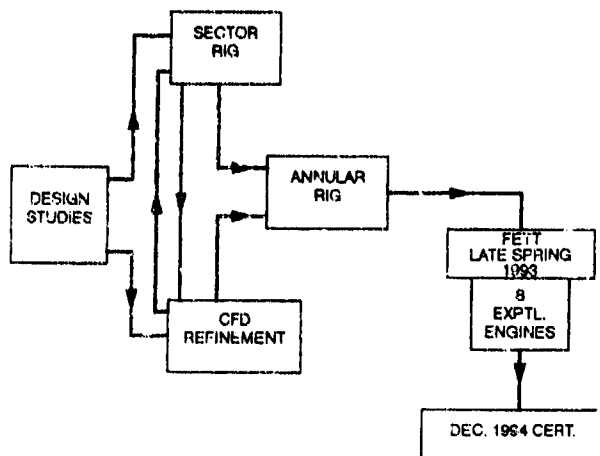 SECTOR
RIG
DESIGN
STUDIES
ANNULAR
RIG
CFD
REFINEMENT
FETT
LATE SPRING
1993
8
EXPTL.
ENGINES
DEC. 1994 CERT.